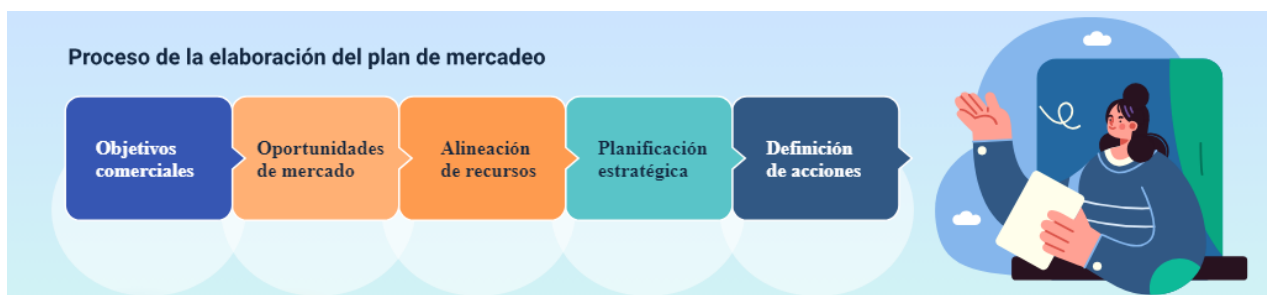 Proceso de la elaboración del plan de mercadeo
Objetivos
comerciales
Oportunidades
de mercado
Alineación
de recursos
Planificación
estratégica
Definición
de acciones